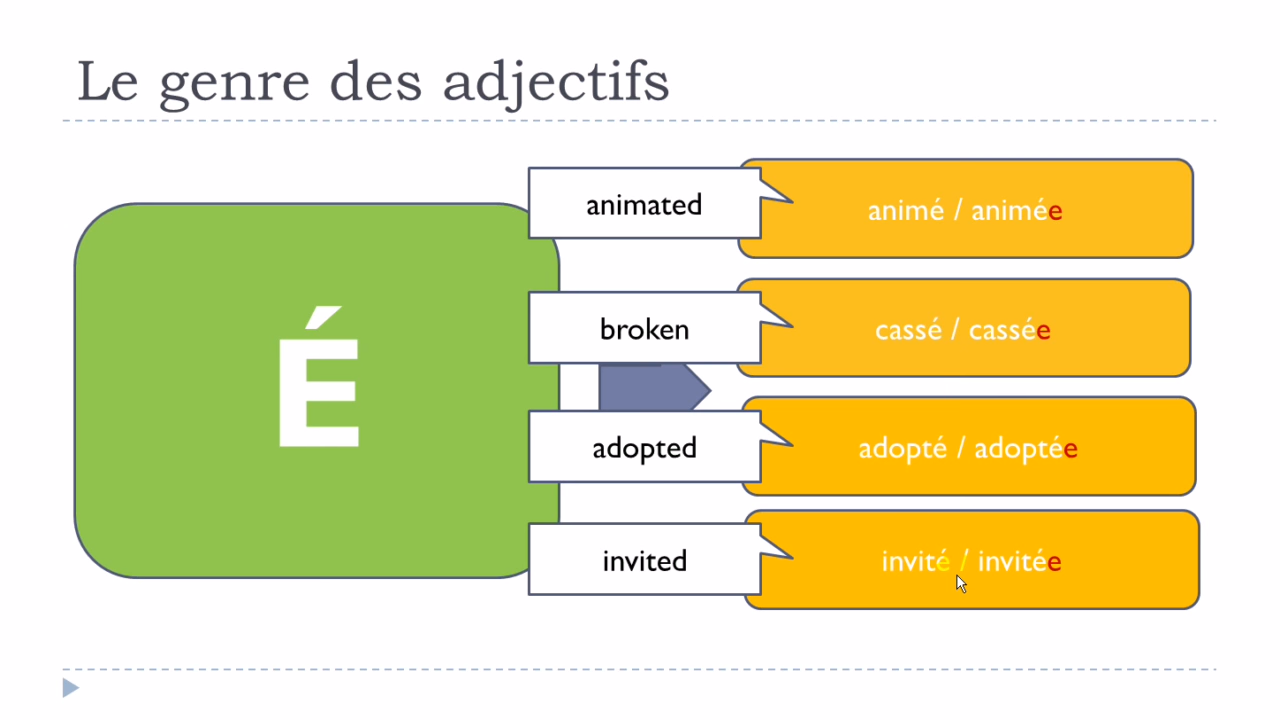 Le genre des adjectifs
É
animated
animé / animée
broken
cassé / cassée
adopted
adopté / adoptée
invited
invité / invitée